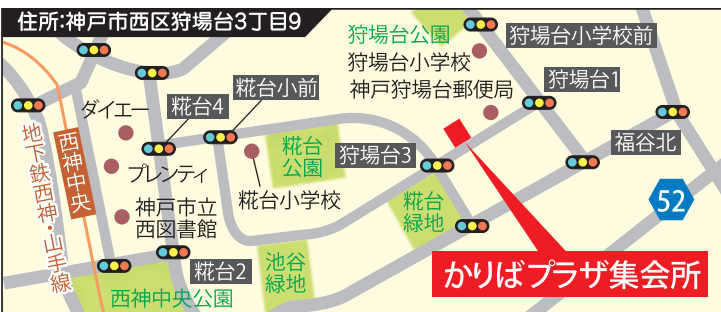 住所:神戸市西区狩場台3丁目9
狩場台公園
狩場台小学校前
狩場台小学校
神戸狩場台郵便局
狩場台1
ダイエー
糀台4
糀台小前
地下鉄西神・山手線
西神中央
糀台
公園
狩場台3
福谷北
プレンティ
糀台小学校
神戸市立
西図書館
糀台
緑地
52
糀台2
池谷
緑地
かりばプラザ集会所
西神中央公園